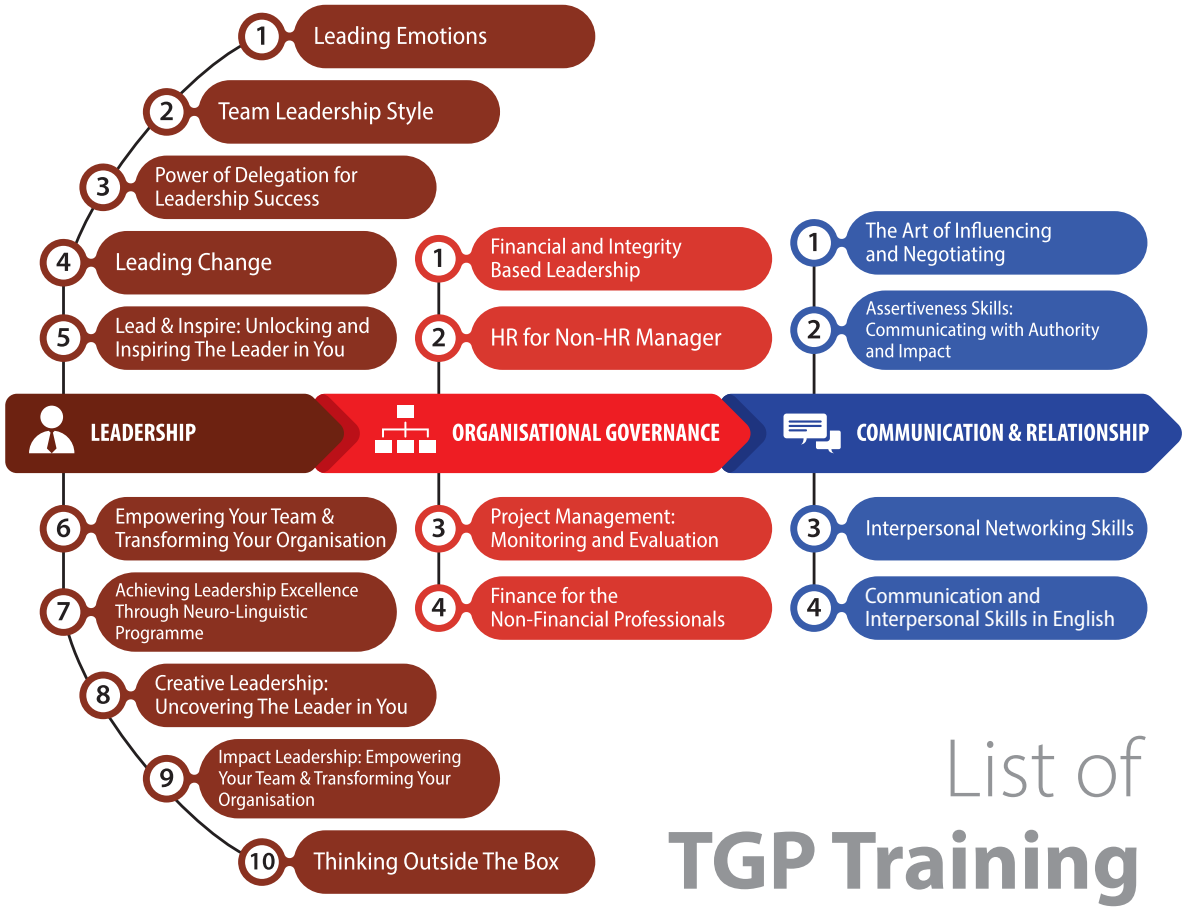 1
Leading Emotions
2
Team Leadership Style
3
Power of Delegation for
Leadership Success
4
Leading Change
5
Lead & Inspire: Unlocking and
Inspiring The Leader in You
LEADERSHIP
6
Empowering Your Team &
Transforming Your Organisation
7
Achieving Leadership Excellence
Through Neuro-Linguistic
Programme
8
Creative Leadership:
Uncovering The Leader in You
9
Impact Leadership: Empowering
Your Team & Transforming Your
Organisation
10
Thinking Outside The Box
1
Financial and Integrity
Based Leadership
2
HR for Non-HR Manager
ORGANISATIONAL GOVERNANCE
3
Project Management:
Monitoring and Evaluation
4
Finance for the
Non-Financial Professionals
1
The Art of Influencing
and Negotiating
2
Assertiveness Skills:
Communicating with Authority
and Impact
COMMUNICATION & RELATIONSHIP
3
Interpersonal Networking Skills
4
Communication and
Interpersonal Skills in English
List of
TGP Training